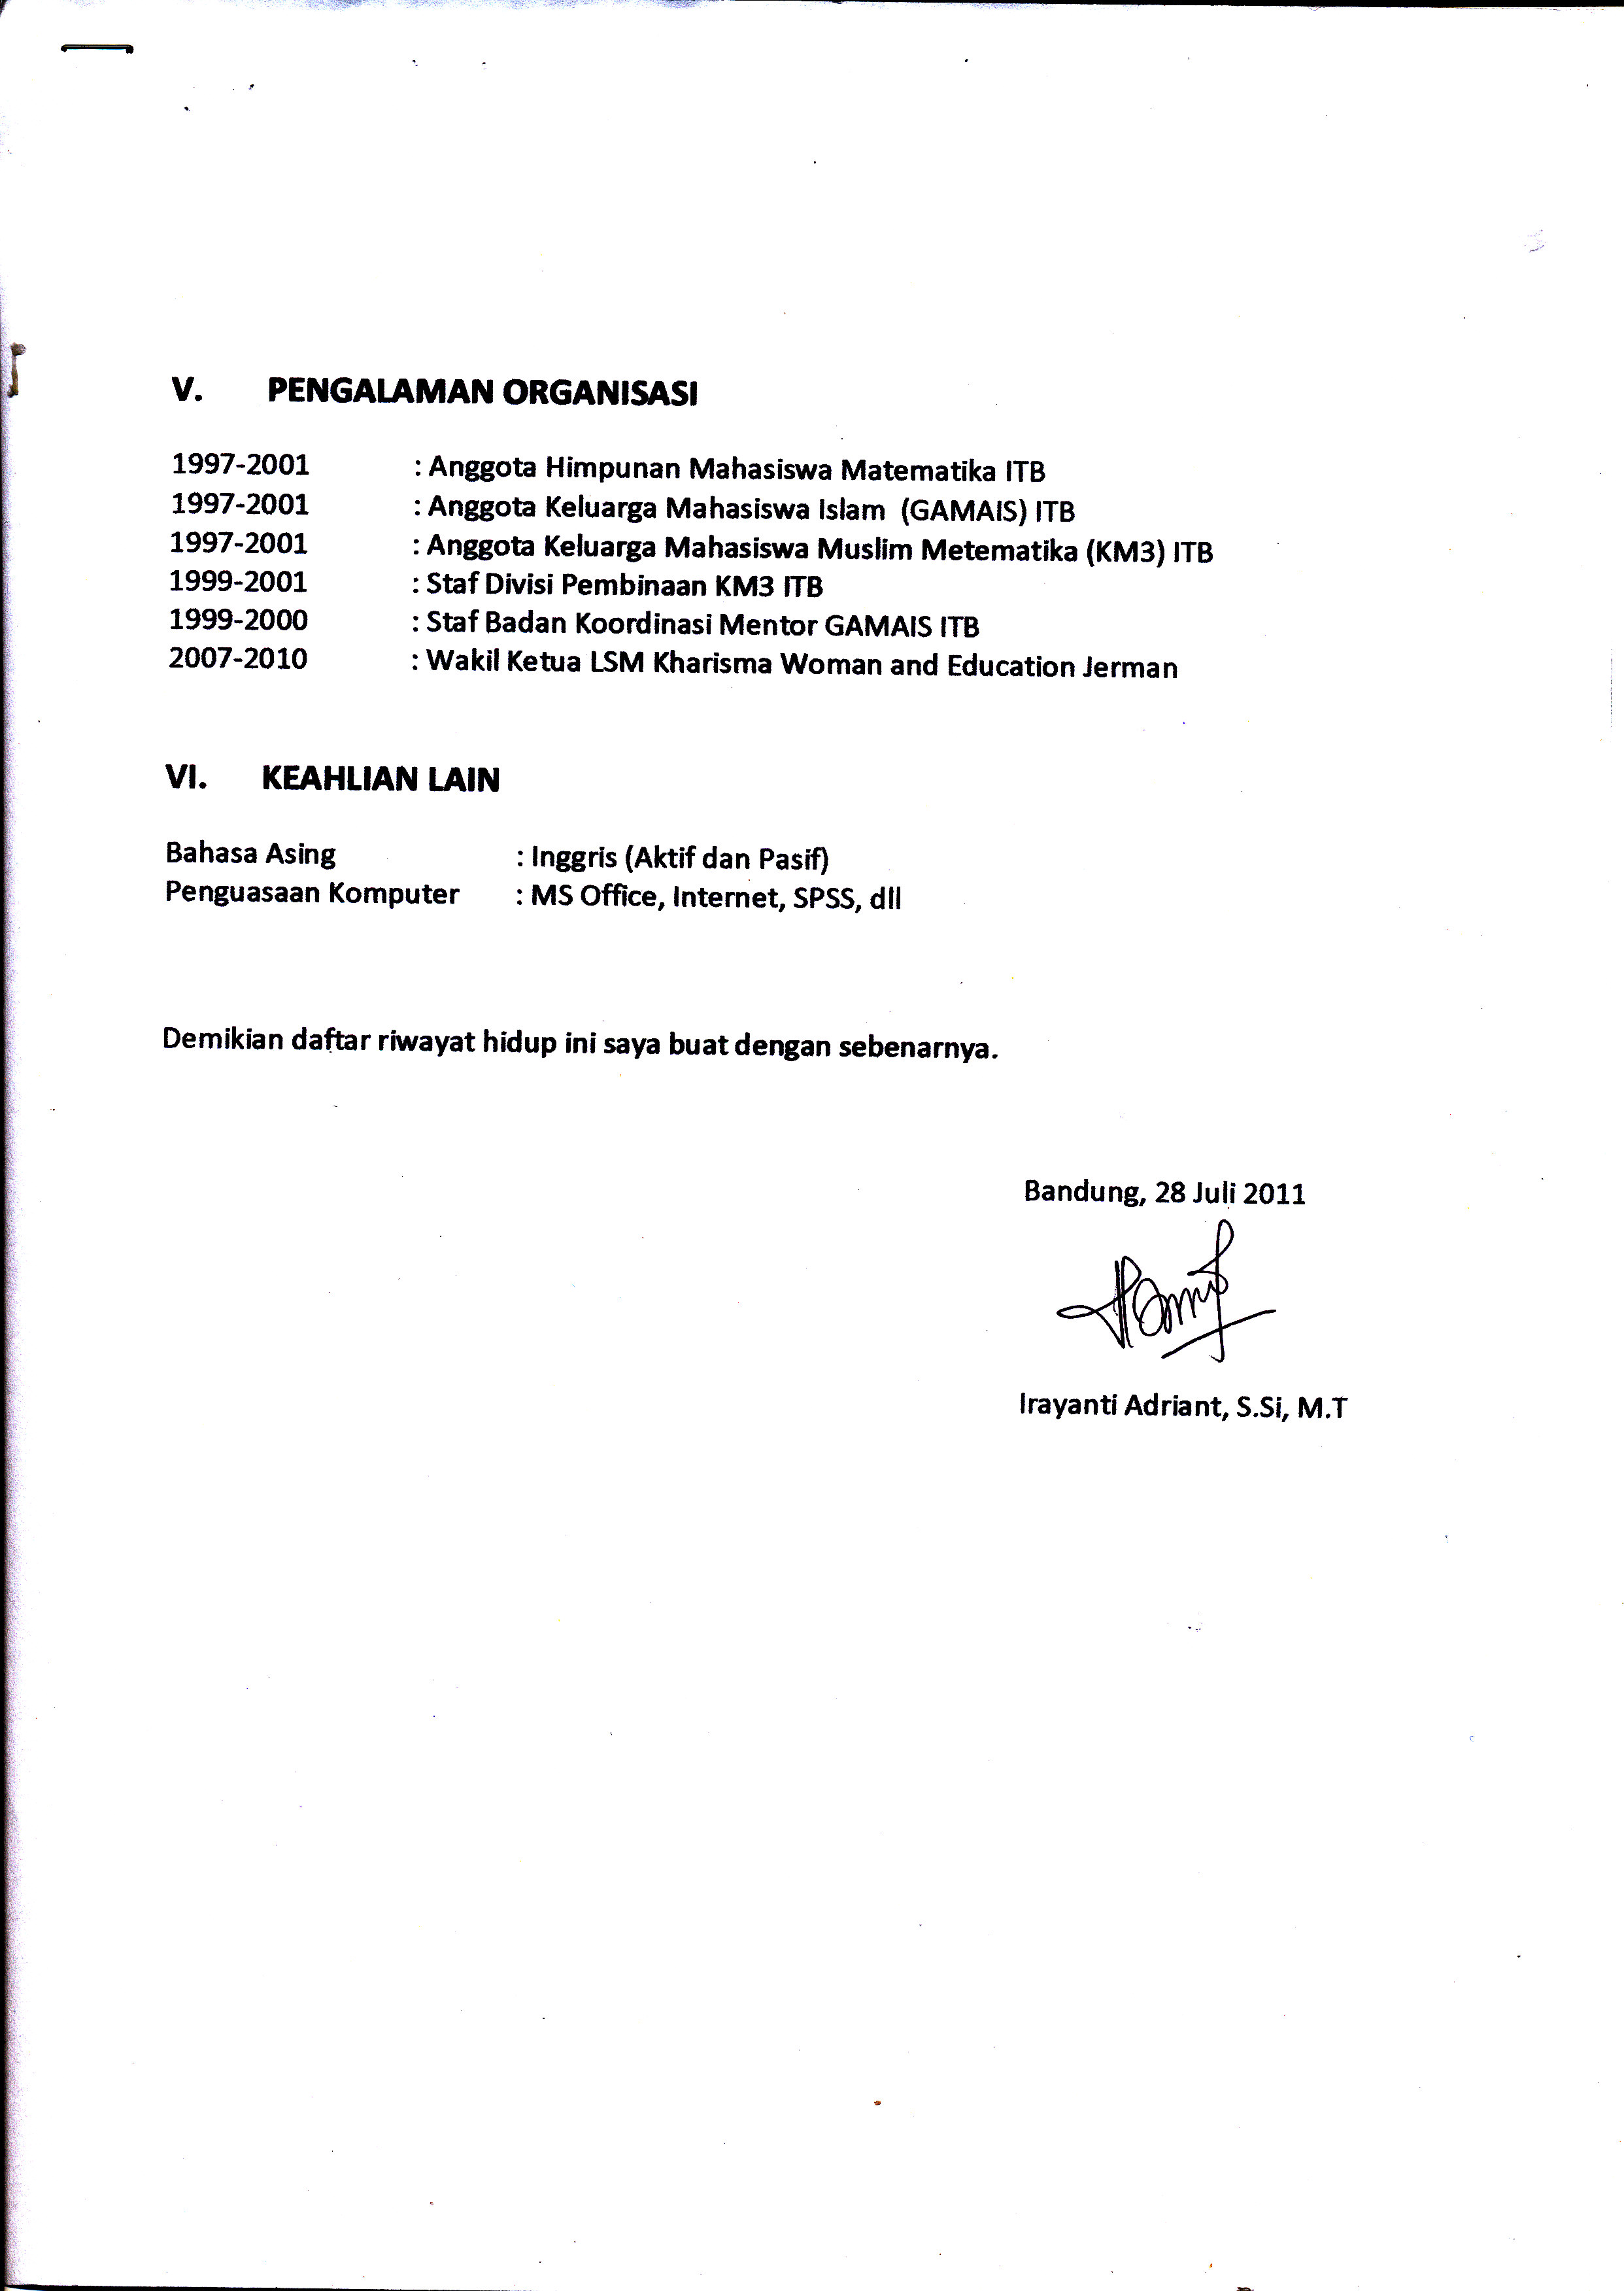 V. PENGALAMAN ORGANISASI
1997-2001 : Anggota Himpunan Mahasiswa Matematika ITB
1997-2001 : Anggota Keluarga Mahasiswa Islam (GAMAIS) ITB
1997-2001 : Anggota Keluarga Mahasiswa Muslim Metematika (KM3) ITB
1999-2001 : Staf Divisi Pembinaan KM3 ITB
1999-2000 : Staf Badan Koordinasi Mentor GAMAIS ITB
2007-2010 : Wakil Ketua LSM Kharisma Woman and Education Jerman
VI. KEAHLIAN LAIN
Bahasa Asing : Inggris (Aktif dan Pasif)
Penguasaan Komputer : MS Office, Internet, SPSS, dll
Demikian daftar riwayat hidup ini saya buat dengan sebenarnya.
Bandung, 28 Juli 2011
Irayanti Adriant, S.Si, M.T